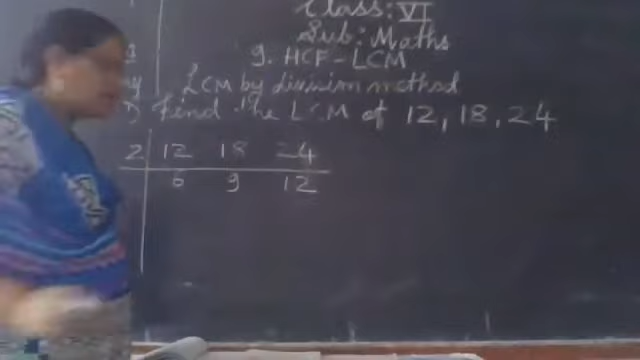 Class: VI
Sub: Maths
9. HCF-LCM
LCM by division method
1) Find the LCM of 12, 18, 24
2 12 18 24
6 9 12